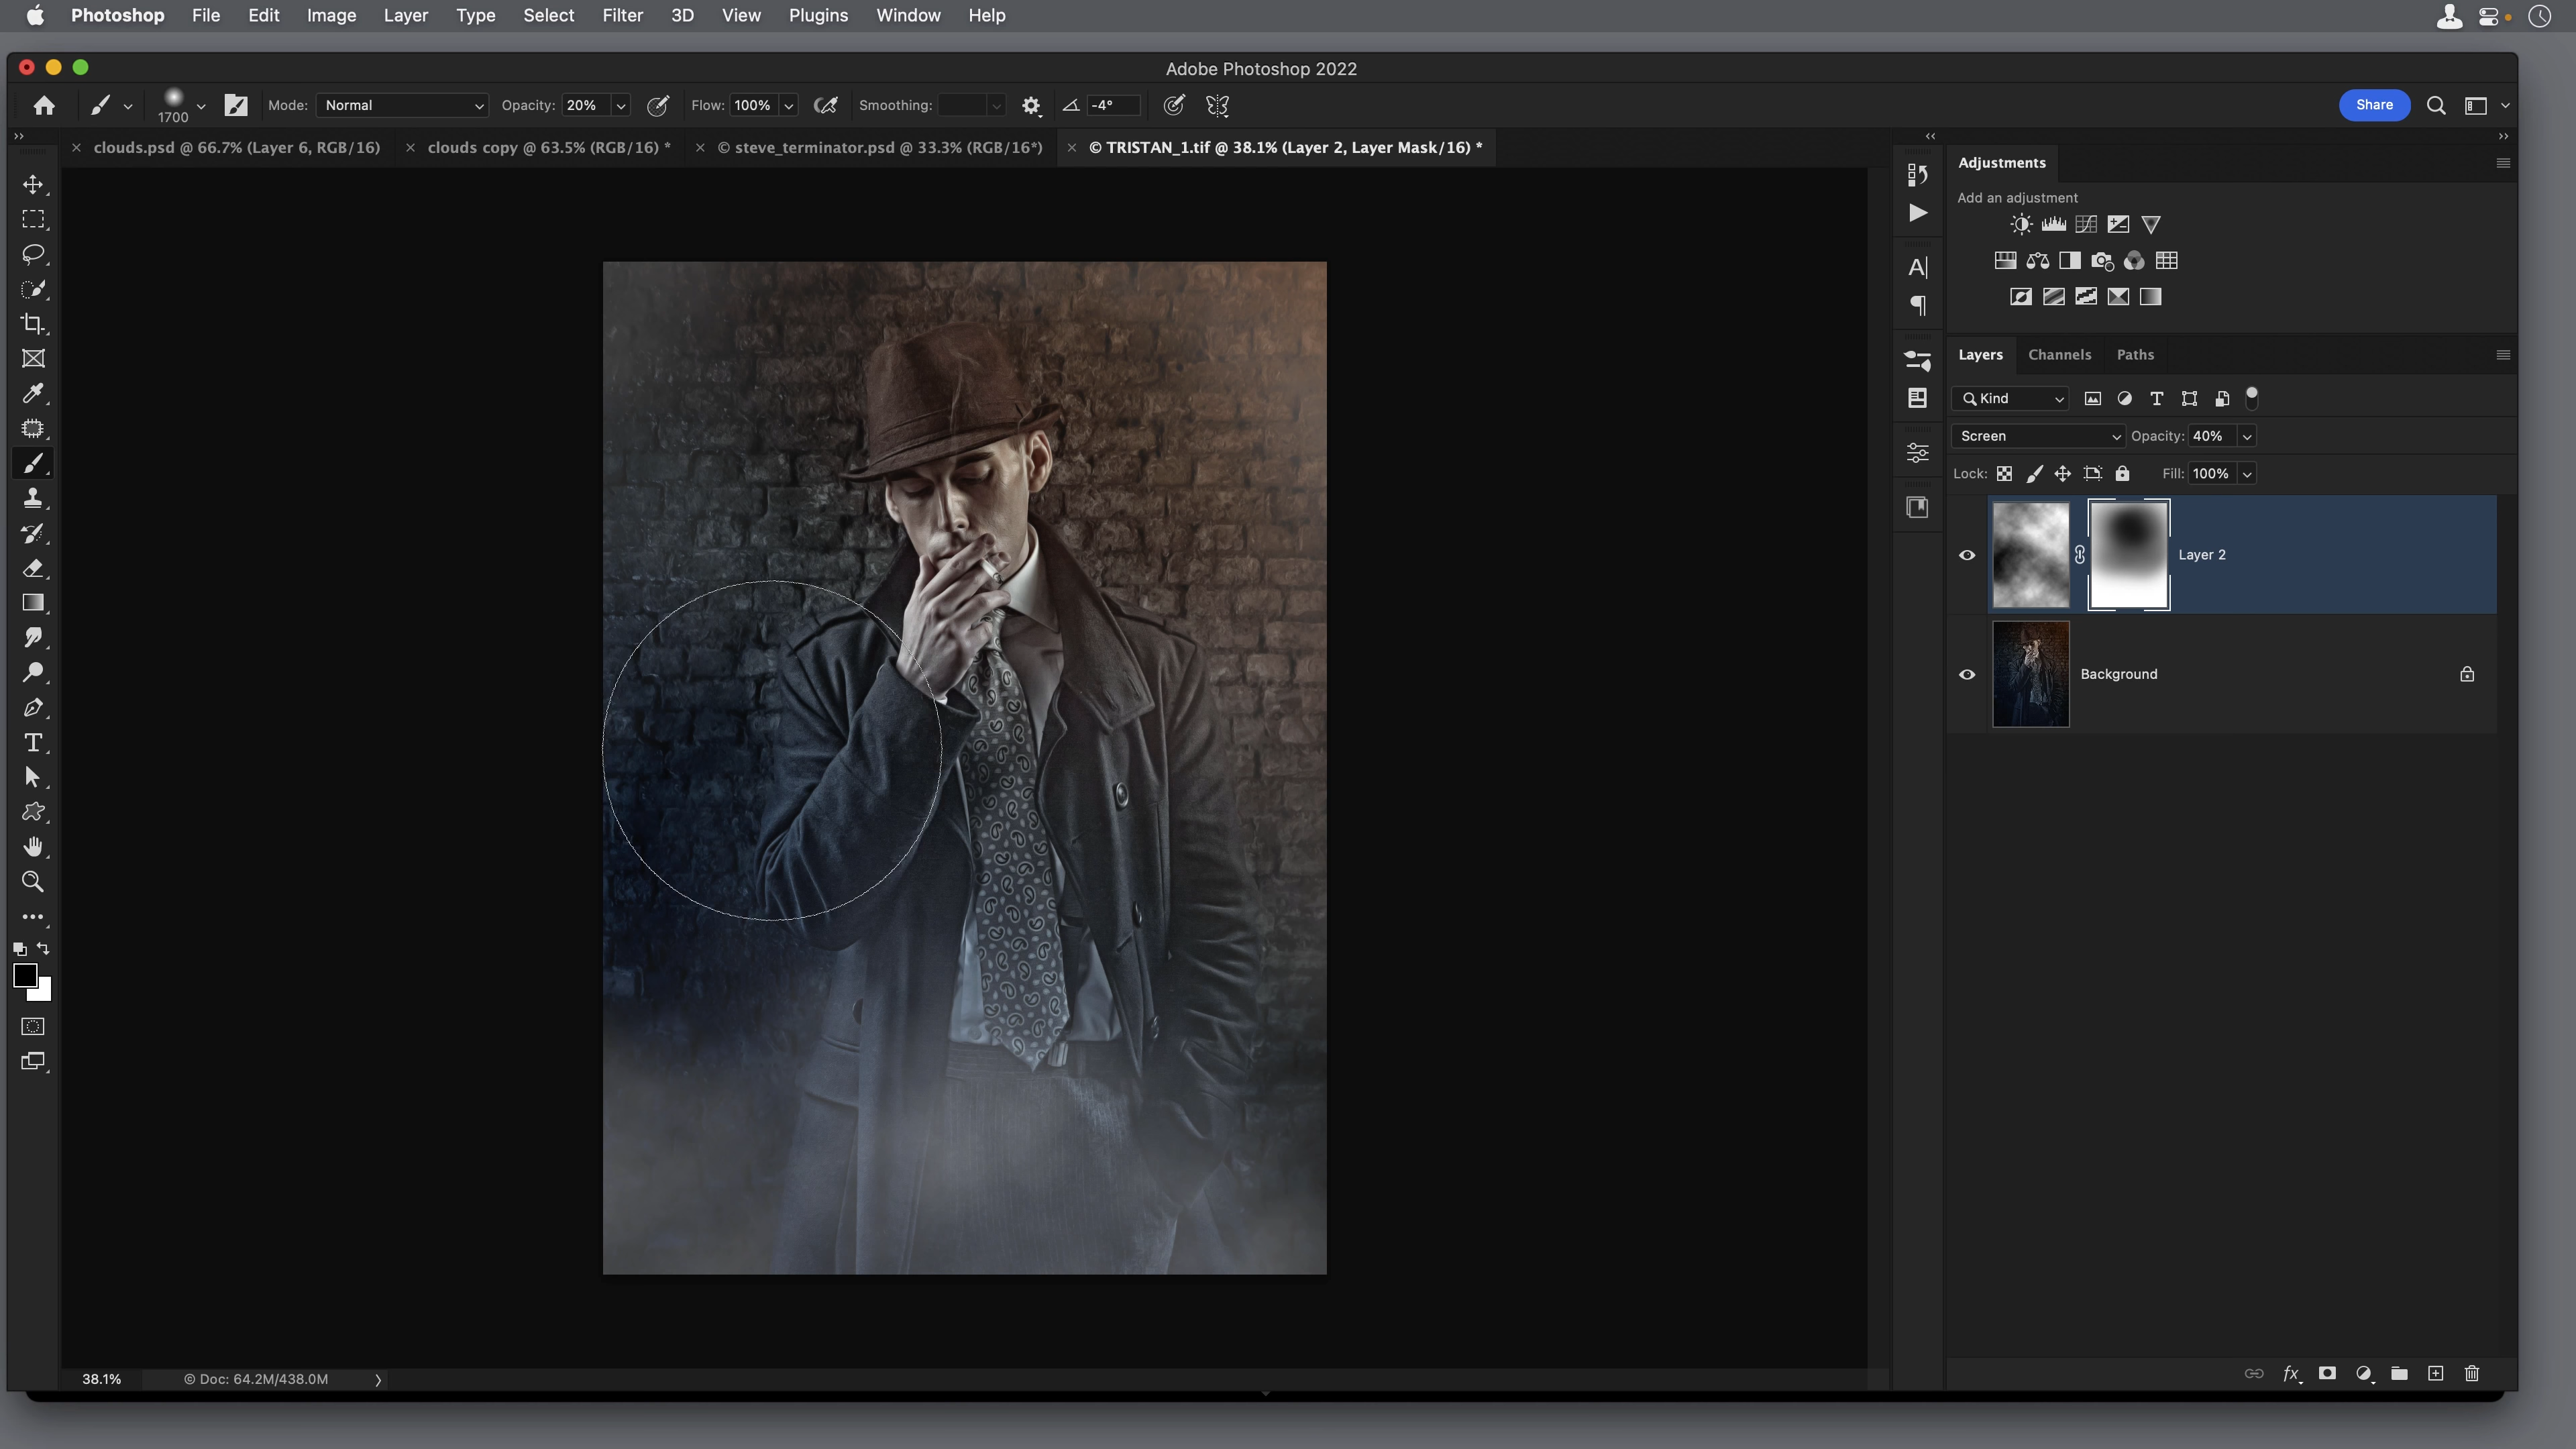 Photoshop File Edit Image Layer Type Select Filter 3D View Plugins Window Help
Adobe Photoshop 2022
1700 Mode: Normal Opacity: 20% Flow: 100% Smoothing: -4° Share
clouds.psd @ 66.7% (Layer 6, RGB/16) clouds copy @ 63.5% (RGB/16) * © steve_terminator.psd @ 33.3% (RGB/16*) © TRISTAN_1.tif @ 38.1% (Layer 2, Layer Mask/16) *
Adjustments
Add an adjustment
Layers Channels Paths
Kind
Screen Opacity: 40%
Lock: Fill: 100%
Layer 2
Background
38.1% © Doc: 64.2M/438.0M